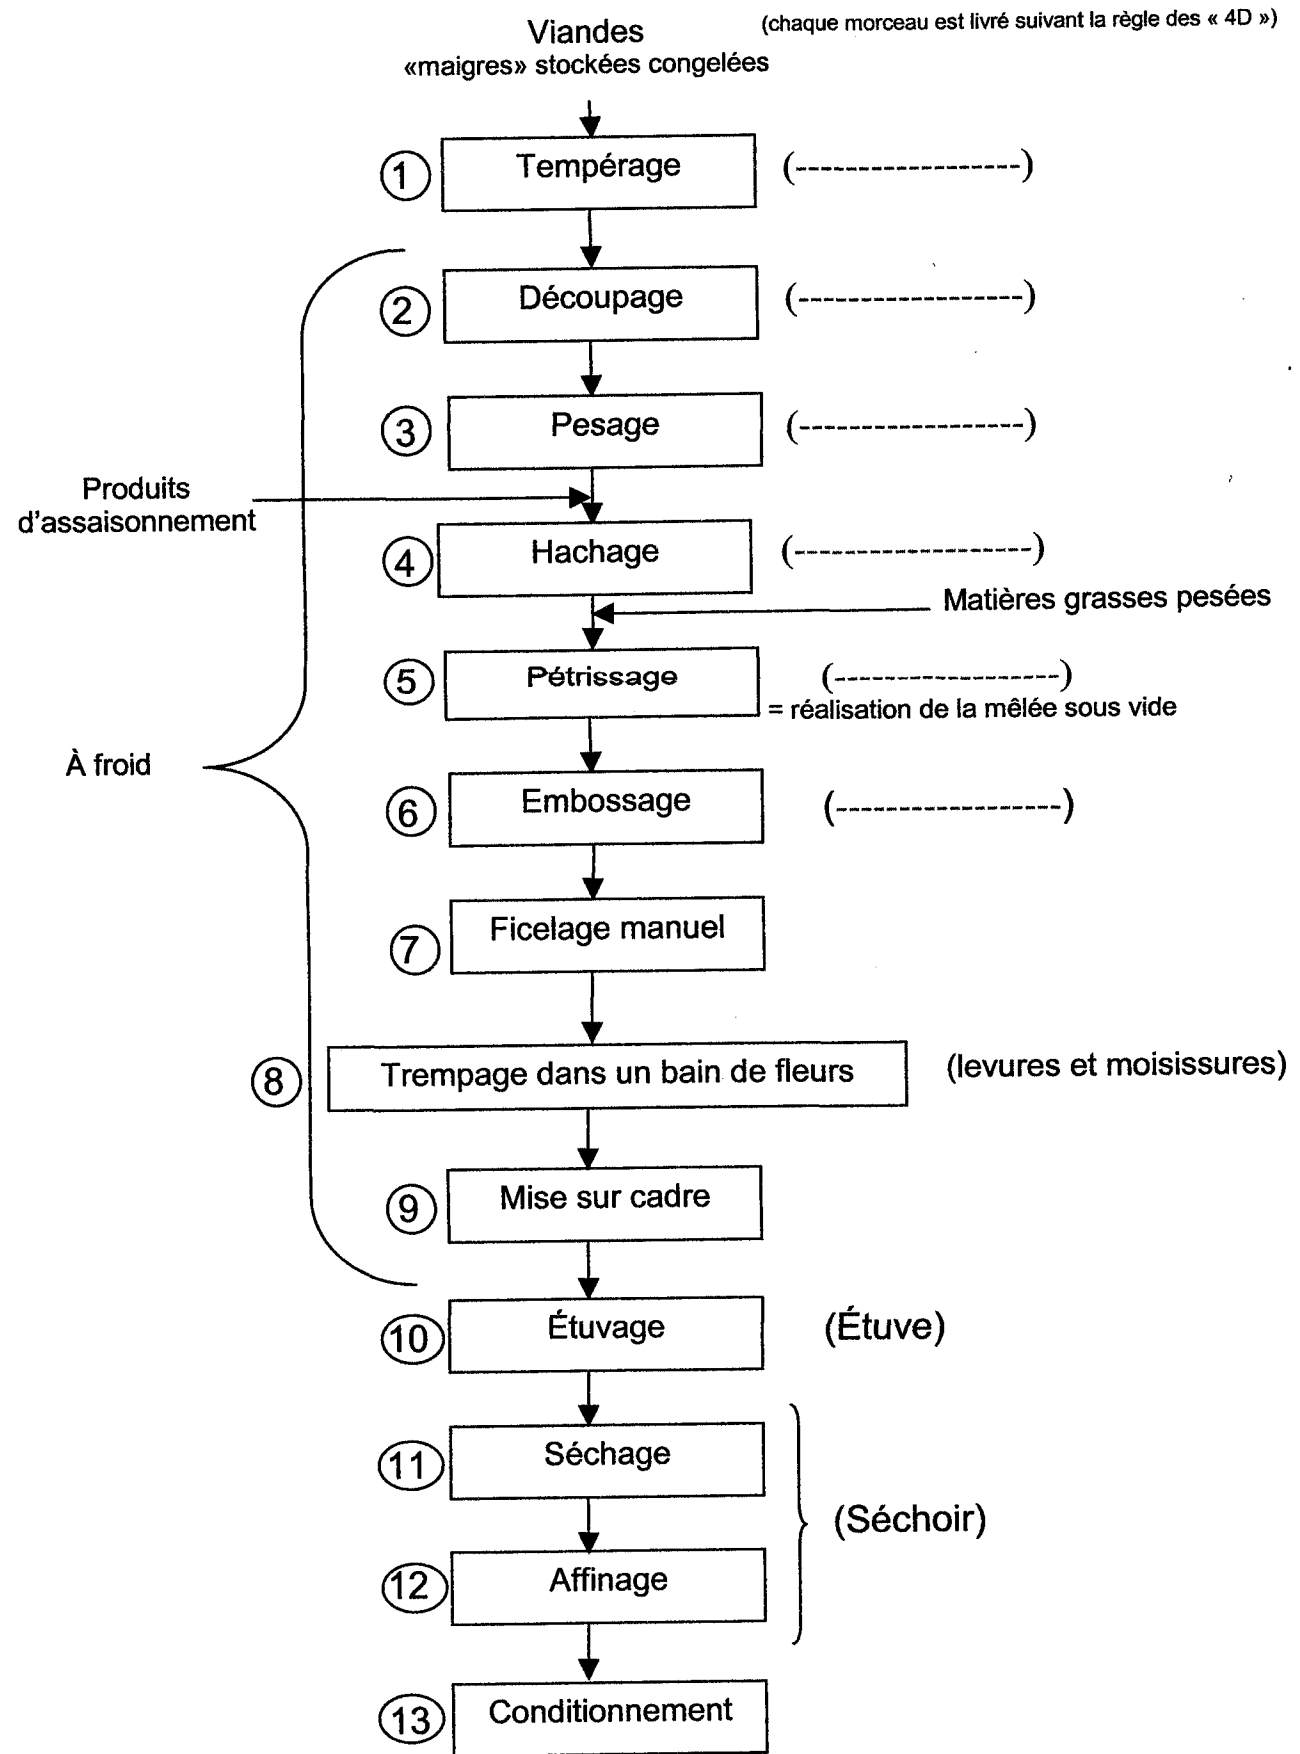 (chaque morceau est livré suivant la règle des « 4D »)
Viandes
«maigres» stockées congelées
1 Tempérage (------------------)
2 Découpage (------------------)
3 Pesage (------------------)
Produits
d'assaisonnement
4 Hachage (-------------------)
Matières grasses pesées
5 Pétrissage (------------------)
= réalisation de la mêlée sous vide
À froid
6 Embossage (------------------)
7 Ficelage manuel
8 Trempage dans un bain de fleurs (levures et moisissures)
9 Mise sur cadre
10 Étuvage (Étuve)
11 Séchage
(Séchoir)
12 Affinage
13 Conditionnement